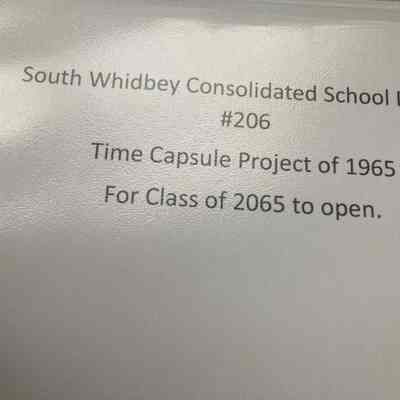 South Whidbey Consolidated School
#206
Time Capsule Project of 1965
For Class of 2065 to open.